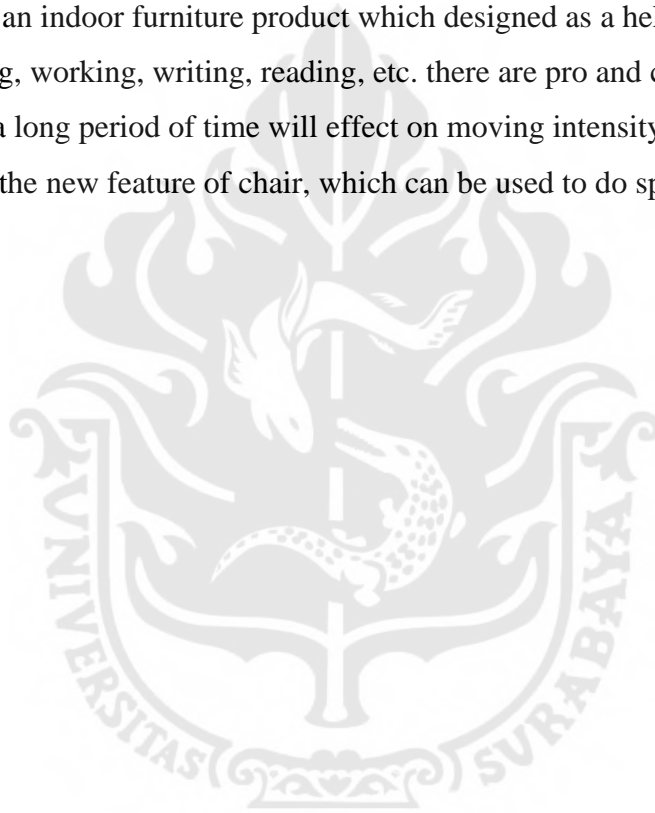 an indoor furniture product which designed as a he
g, working, writing, reading, etc. there are pro and c
a long period of time will effect on moving intensity
the new feature of chair, which can be used to do sp
UNIVERSITAS SURABAYA